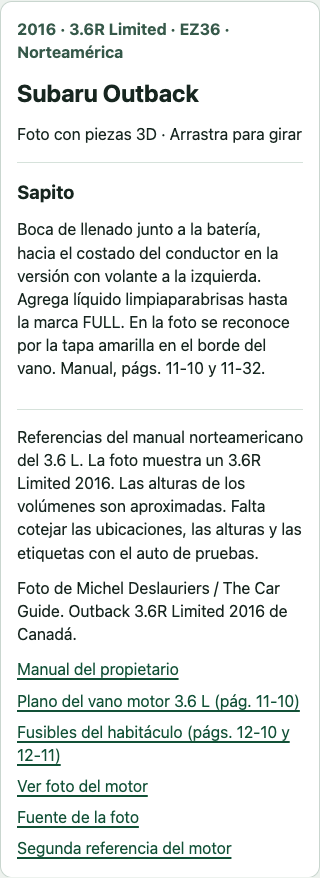 2016 · 3.6R Limited · EZ36 ·
Norteamérica
Subaru Outback
Foto con piezas 3D · Arrastra para girar
Sapito
Boca de llenado junto a la batería,
hacia el costado del conductor en la
versión con volante a la izquierda.
Agrega líquido limpiaparabrisas hasta
la marca FULL. En la foto se reconoce
por la tapa amarilla en el borde del
vano. Manual, págs. 11-10 y 11-32.
Referencias del manual norteamericano
del 3.6 L. La foto muestra un 3.6R
Limited 2016. Las alturas de los
volúmenes son aproximadas. Falta
cotejar las ubicaciones, las alturas y las
etiquetas con el auto de pruebas.
Foto de Michel Deslauriers / The Car
Guide. Outback 3.6R Limited 2016 de
Canadá.
Manual del propietario
Plano del vano motor 3.6 L (pág. 11-10)
Fusibles del habitáculo (págs. 12-10 y
12-11)
Ver foto del motor
Fuente de la foto
Segunda referencia del motor